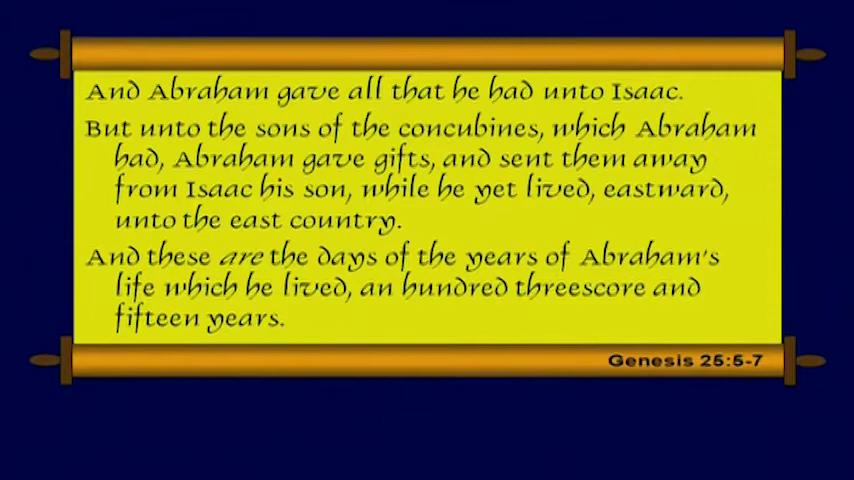 And Abraham gave all that he had unto Isaac.
But unto the sons of the concubines, which Abraham
had, Abraham gave gifts, and sent them away
from Isaac his son, while he yet lived, eastward,
unto the east country.
And these are the days of the years of Abraham's
life which he lived, an hundred threescore and
fifteen years.
Genesis 25:5-7